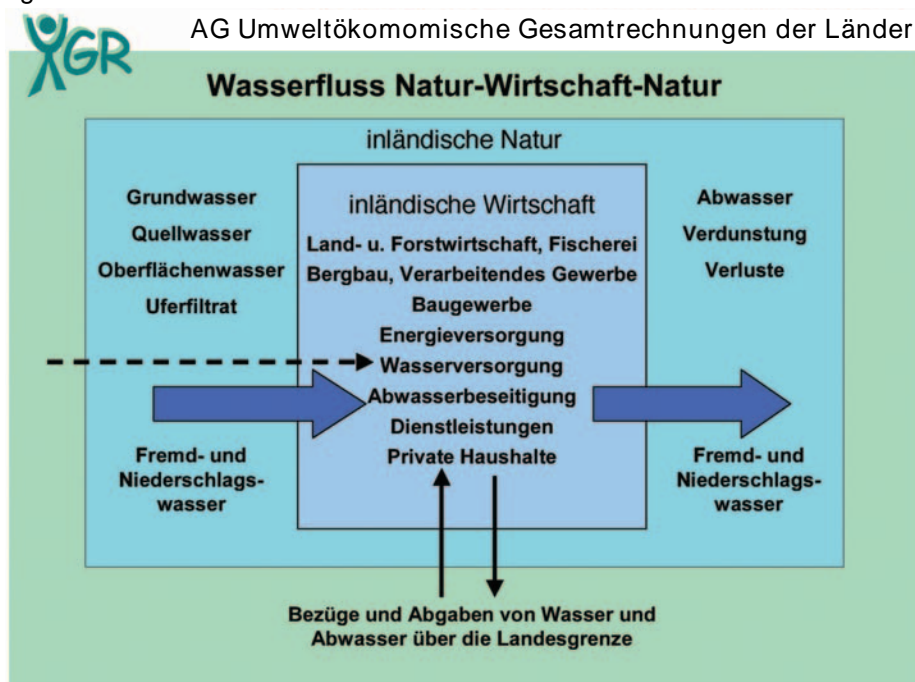 UGR
AG Umweltökomomische Gesamtrechnungen der Länder
Wasserfluss Natur-Wirtschaft-Natur
inländische Natur
Grundwasser
Quellwasser
Oberflächenwasser
Uferfiltrat
Fremd- und
Niederschlags-
wasser
inländische Wirtschaft
Land- u. Forstwirtschaft, Fischerei
Bergbau, Verarbeitendes Gewerbe
Baugewerbe
Energieversorgung
Wasserversorgung
Abwasserbeseitigung
Dienstleistungen
Private Haushalte
Abwasser
Verdunstung
Verluste
Fremd- und
Niederschlags-
wasser
Bezüge und Abgaben von Wasser und
Abwasser über die Landesgrenze